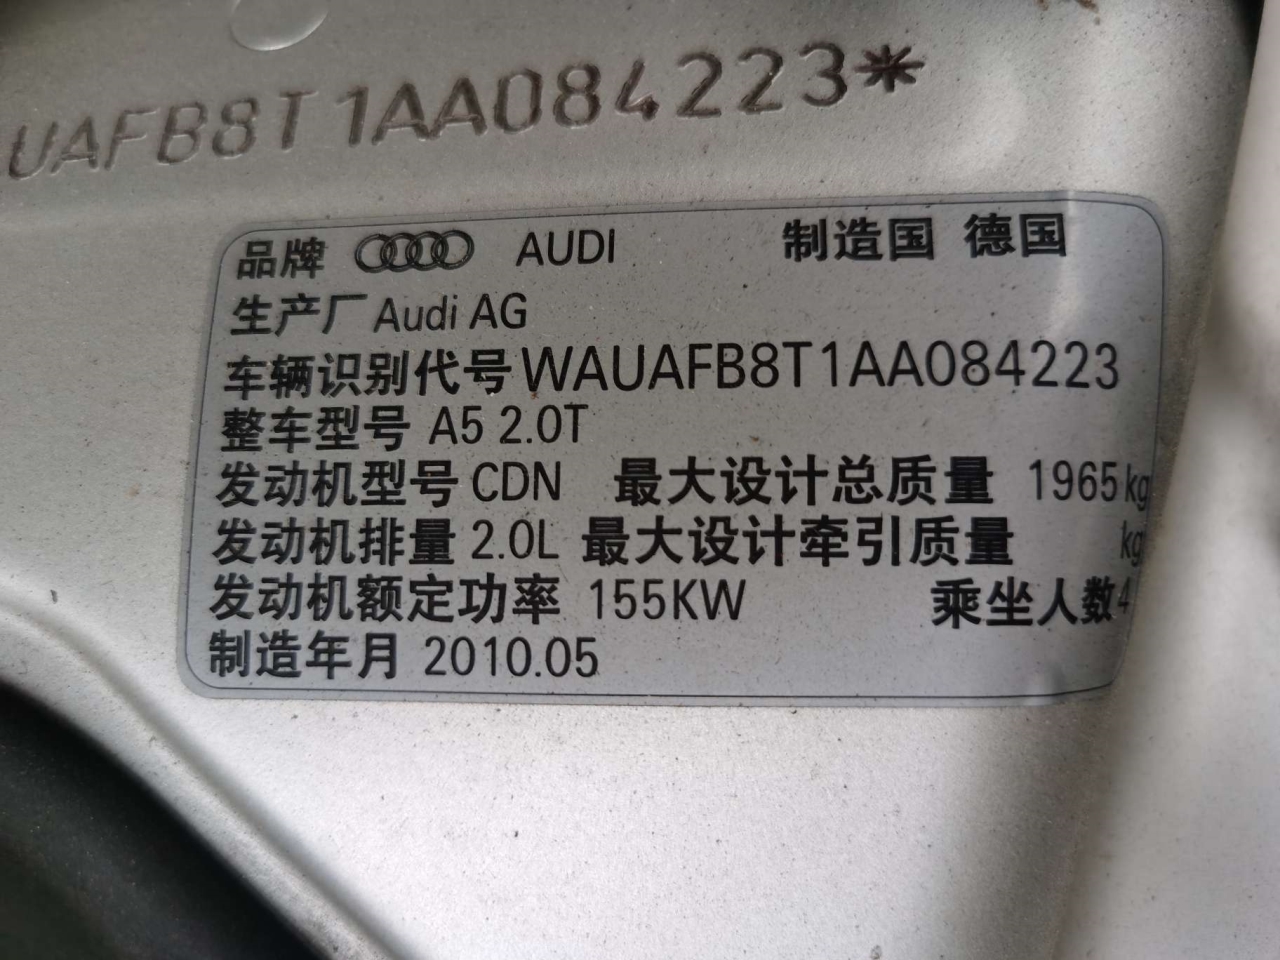 UAFB8T1AA084223*
品牌 AUDI 制造国 德国
生产厂 Audi AG
车辆识别代号 WAUAFB8T1AA084223
整车型号 A5 2.0T
发动机型号 CDN 最大设计总质量 1965 kg
发动机排量 2.0L 最大设计牵引质量 kg
发动机额定功率 155KW 乘坐人数 4
制造年月 2010.05